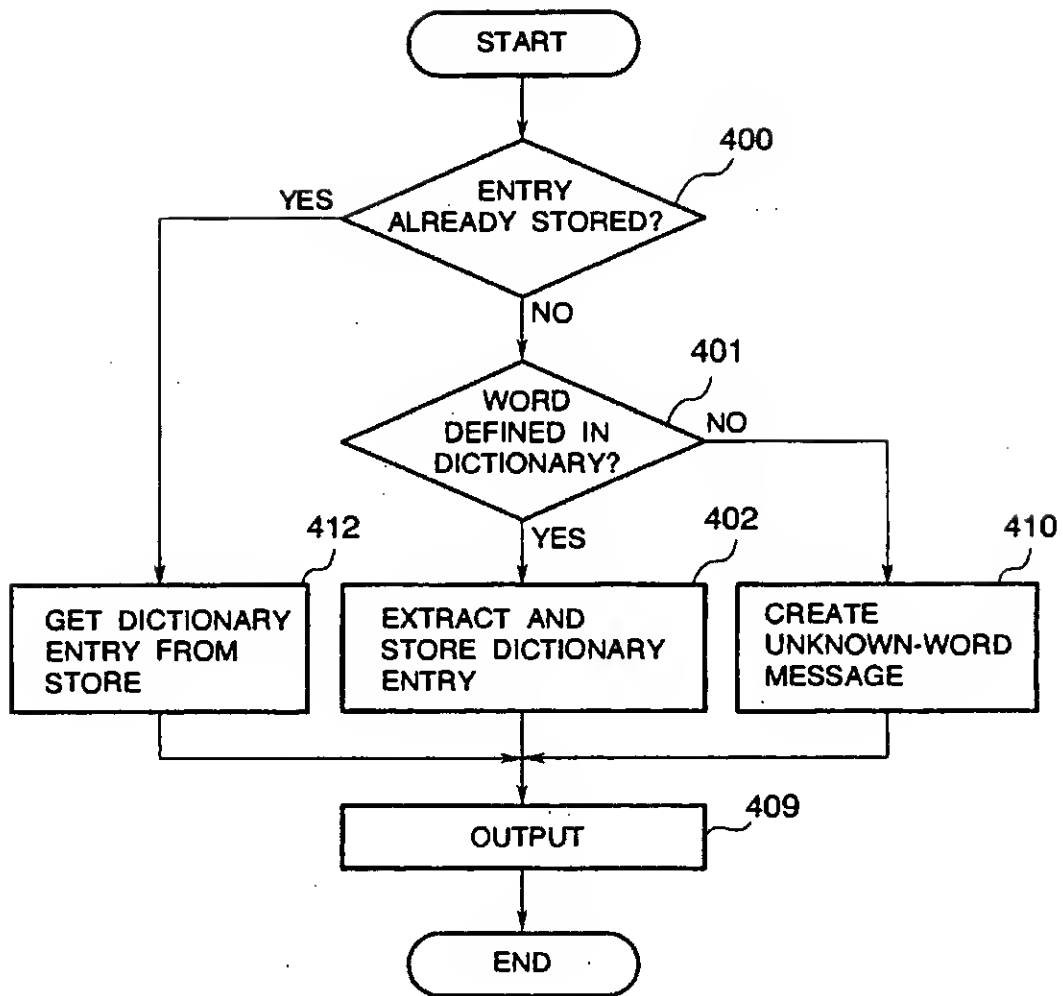 START
400
YES
ENTRY
ALREADY STORED?
NO
401
WORD
DEFINED IN
DICTIONARY?
NO
YES
412
402
410
GET DICTIONARY
ENTRY FROM
STORE
EXTRACT AND
STORE DICTIONARY
ENTRY
CREATE
UNKNOWN-WORD
MESSAGE
409
OUTPUT
END